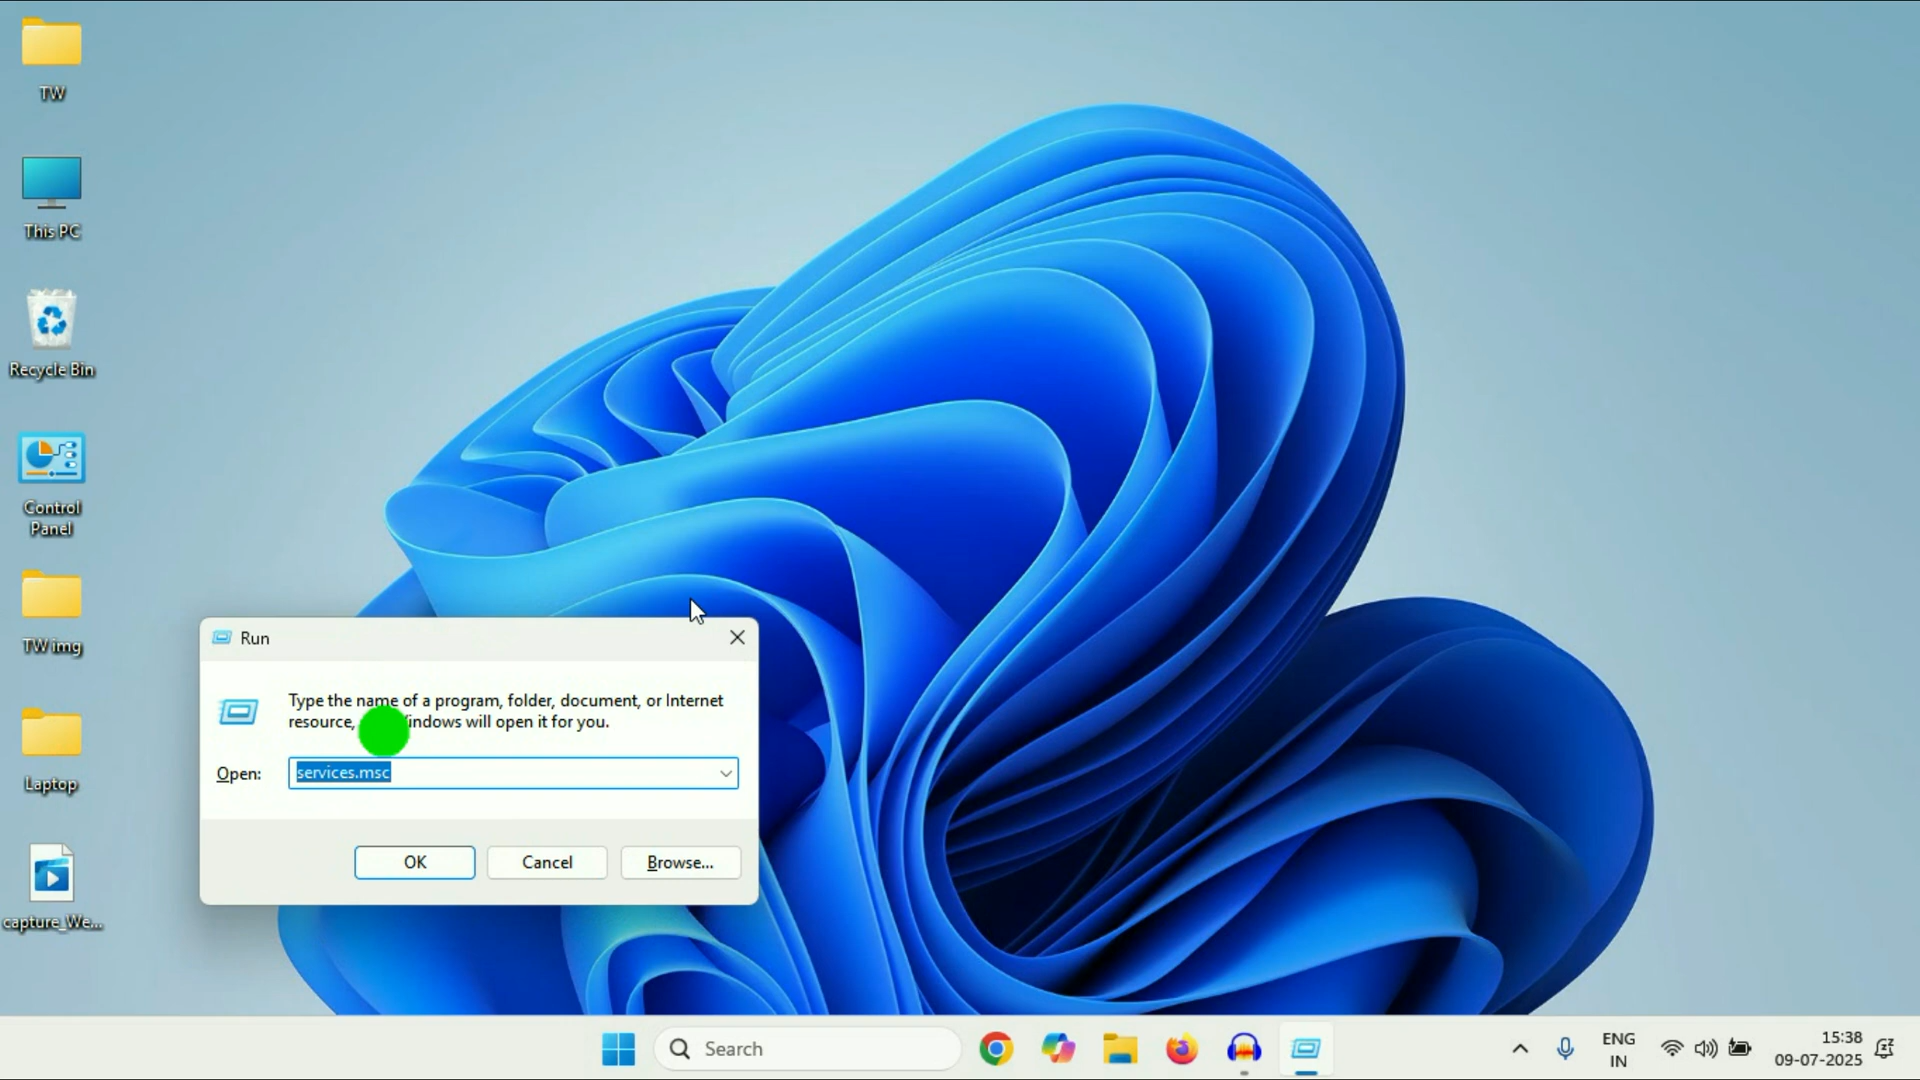 TW
This PC
Recycle Bin
Control
Panel
TW img
Laptop
capture_We...
Run
Type the name of a program, folder, document, or Internet
resource, indows will open it for you.
Open:
services.msc
OK
Cancel
Browse...
Search
ENG
IN
15:38
09-07-2025